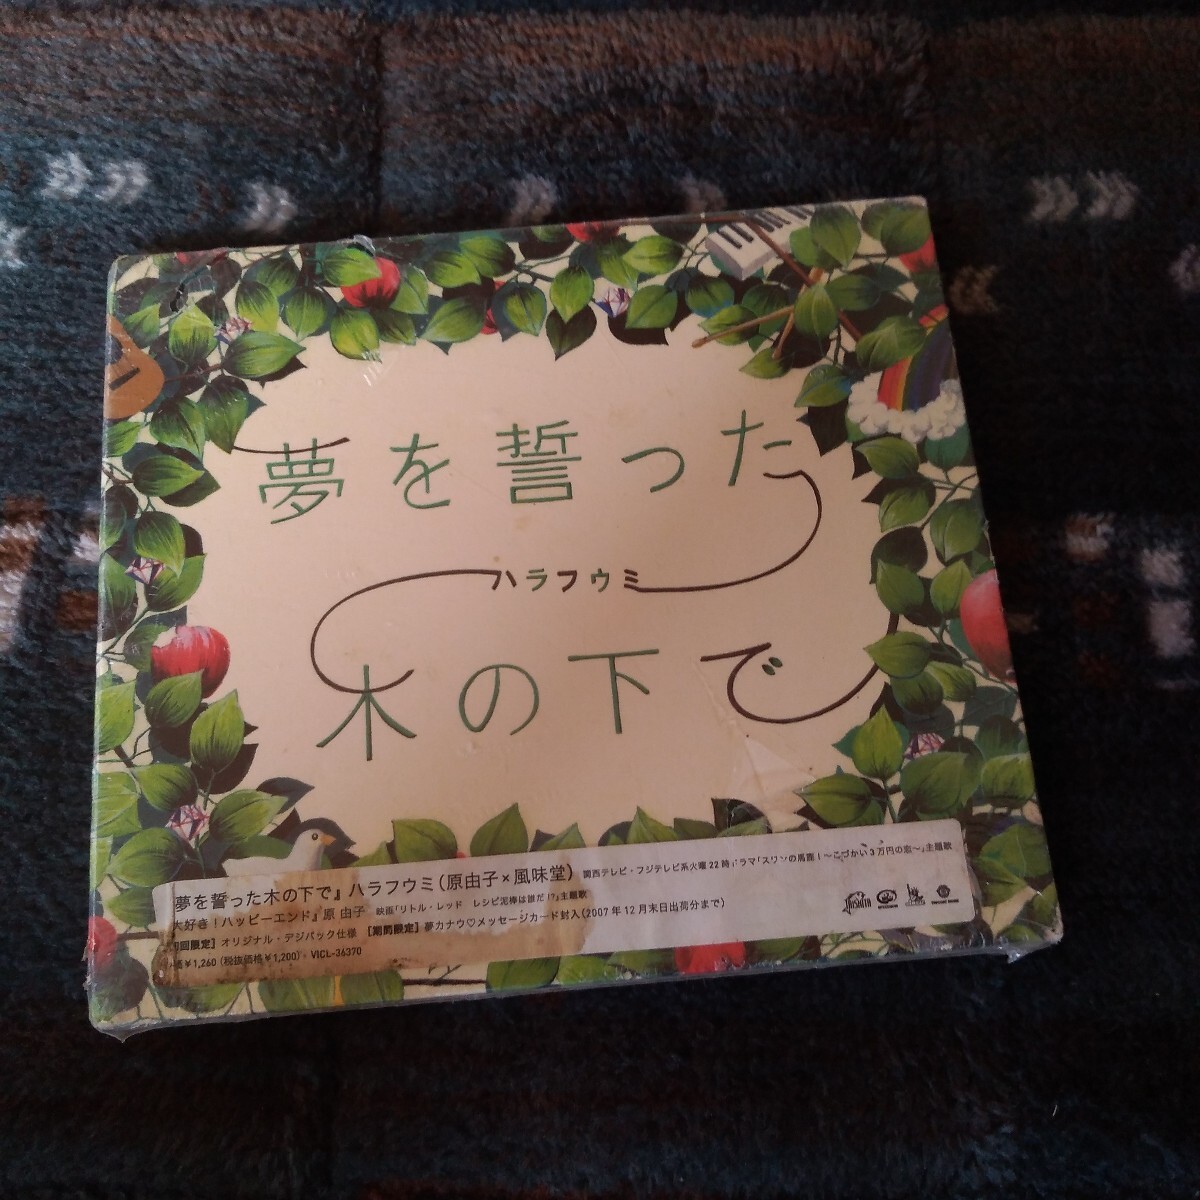 夢を誓った
ハラフウミ
木の下で
夢を誓った木の下で』ハラフウミ(原由子×風味堂) 関西テレビ・フジテレビ系火曜22時ドラマ「スワンの馬鹿!〜こづかい3万円の恋〜」主題歌
大好き!ハッピーエンド』原 由子 映画「リトル・レッド レシピ泥棒は誰だ!?」主題歌
初回限定】オリジナル・デジパック仕様 【期間限定】夢カナウ♡メッセージカード封入(2007年12月末日出荷分まで)
価¥1,260(税抜価格¥1,200)・VICL-36370